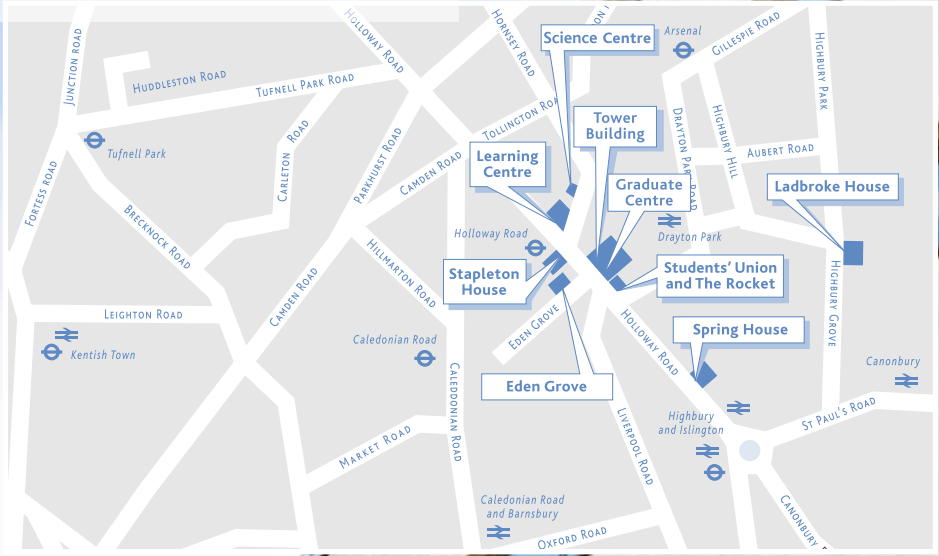 HOLLOWAY ROAD
HORNSEY ROAD
Science Centre
Arsenal
GILLESPIE ROAD
JUNCTION ROAD
HIGHBURY PARK
HUDDLESTON ROAD
TUFNELL PARK ROAD
TOLLINGTON ROAD
Tower
Building
DRAYTON PARK ROAD
HIGHBURY HILL
AUBERT ROAD
Tufnell Park
CARLETON ROAD
PARKHURST ROAD
CAMDEN ROAD
Learning
Centre
Graduate
Centre
Ladbroke House
FORTESS ROAD
BRECKNOCK ROAD
Holloway Road
Drayton Park
HILLMARTON ROAD
Stapleton
House
Students' Union
and The Rocket
HIGHBURY GROVE
CAMDEN ROAD
LEIGHTON ROAD
EDEN GROVE
HOLLOWAY ROAD
Spring House
Kentish Town
Caledonian Road
Canonbury
Eden Grove
CALEDONIAN ROAD
LIVERPOOL ROAD
Highbury
and Islington
ST PAUL'S ROAD
MARKET ROAD
Caledonian Road
and Barnsbury
OXFORD ROAD
CANONBURY